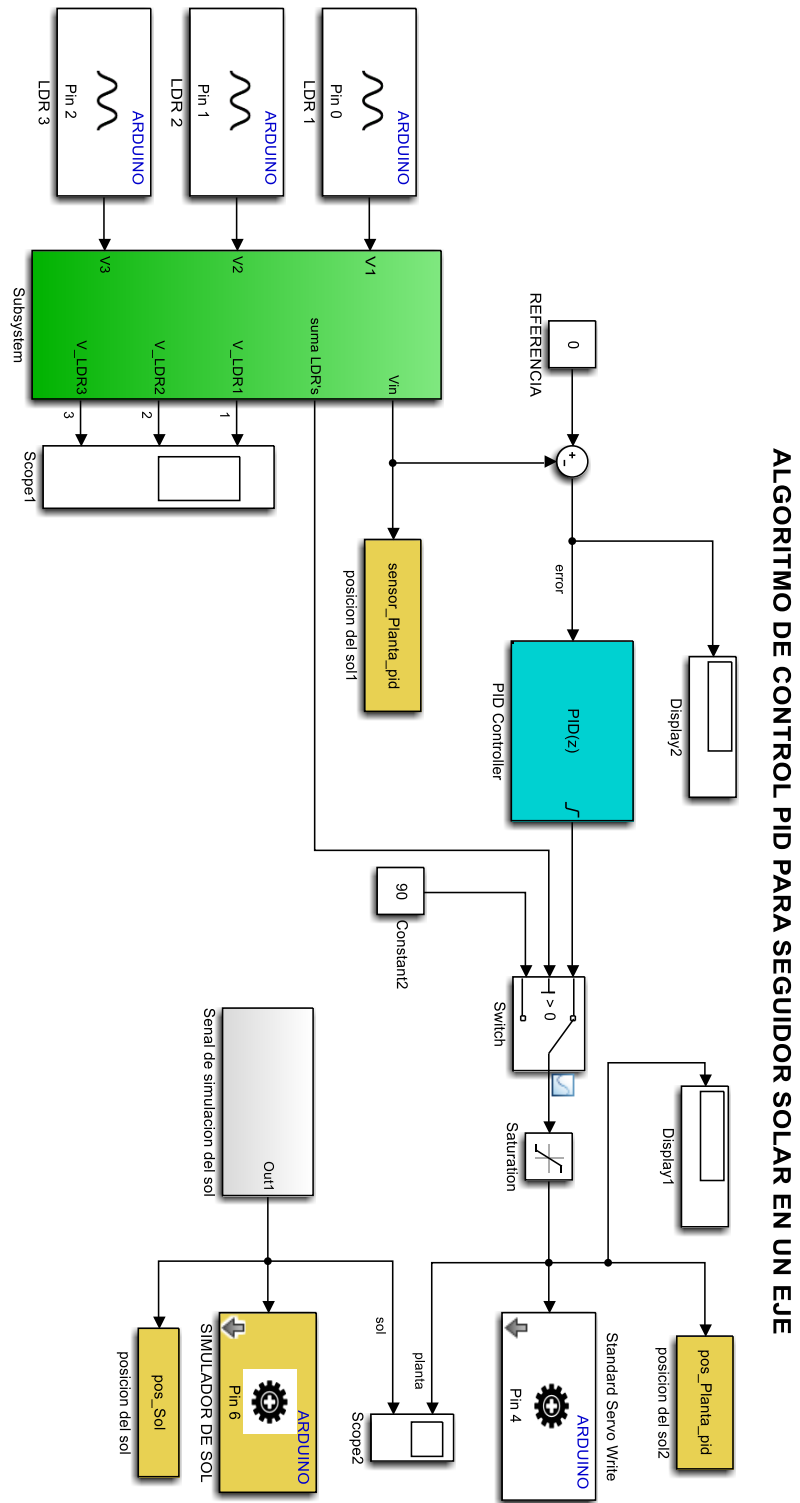 ALGORITMO DE CONTROL PID PARA SEGUIDOR SOLAR EN UN EJE
ARDUINO
Pin 0
LDR 1
ARDUINO
Pin 1
LDR 2
ARDUINO
Pin 2
LDR 3
V1
V2
V3
Vin
suma LDR's
V_LDR1
V_LDR2
V_LDR3
Subsystem
1
2
3
Scope1
0
REFERENCIA
+
−
error
Display2
sensor_Planta_pid
posicion del sol1
PID(z)
PID Controller
90
Constant2
> 0
Switch
Saturation
Display1
pos_Planta_pid
posicion del sol2
Standard Servo Write
ARDUINO
Pin 4
planta
sol
Scope2
Out1
Senal de simulacion del sol
ARDUINO
Pin 6
SIMULADOR DE SOL
pos_Sol
posicion del sol